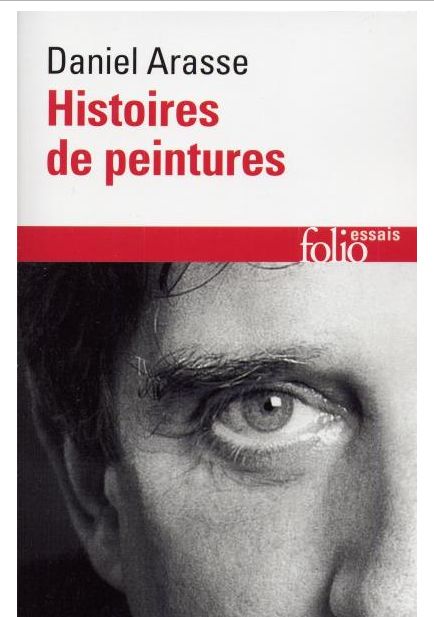 Daniel Arasse
Histoires
de peintures
essais
folio